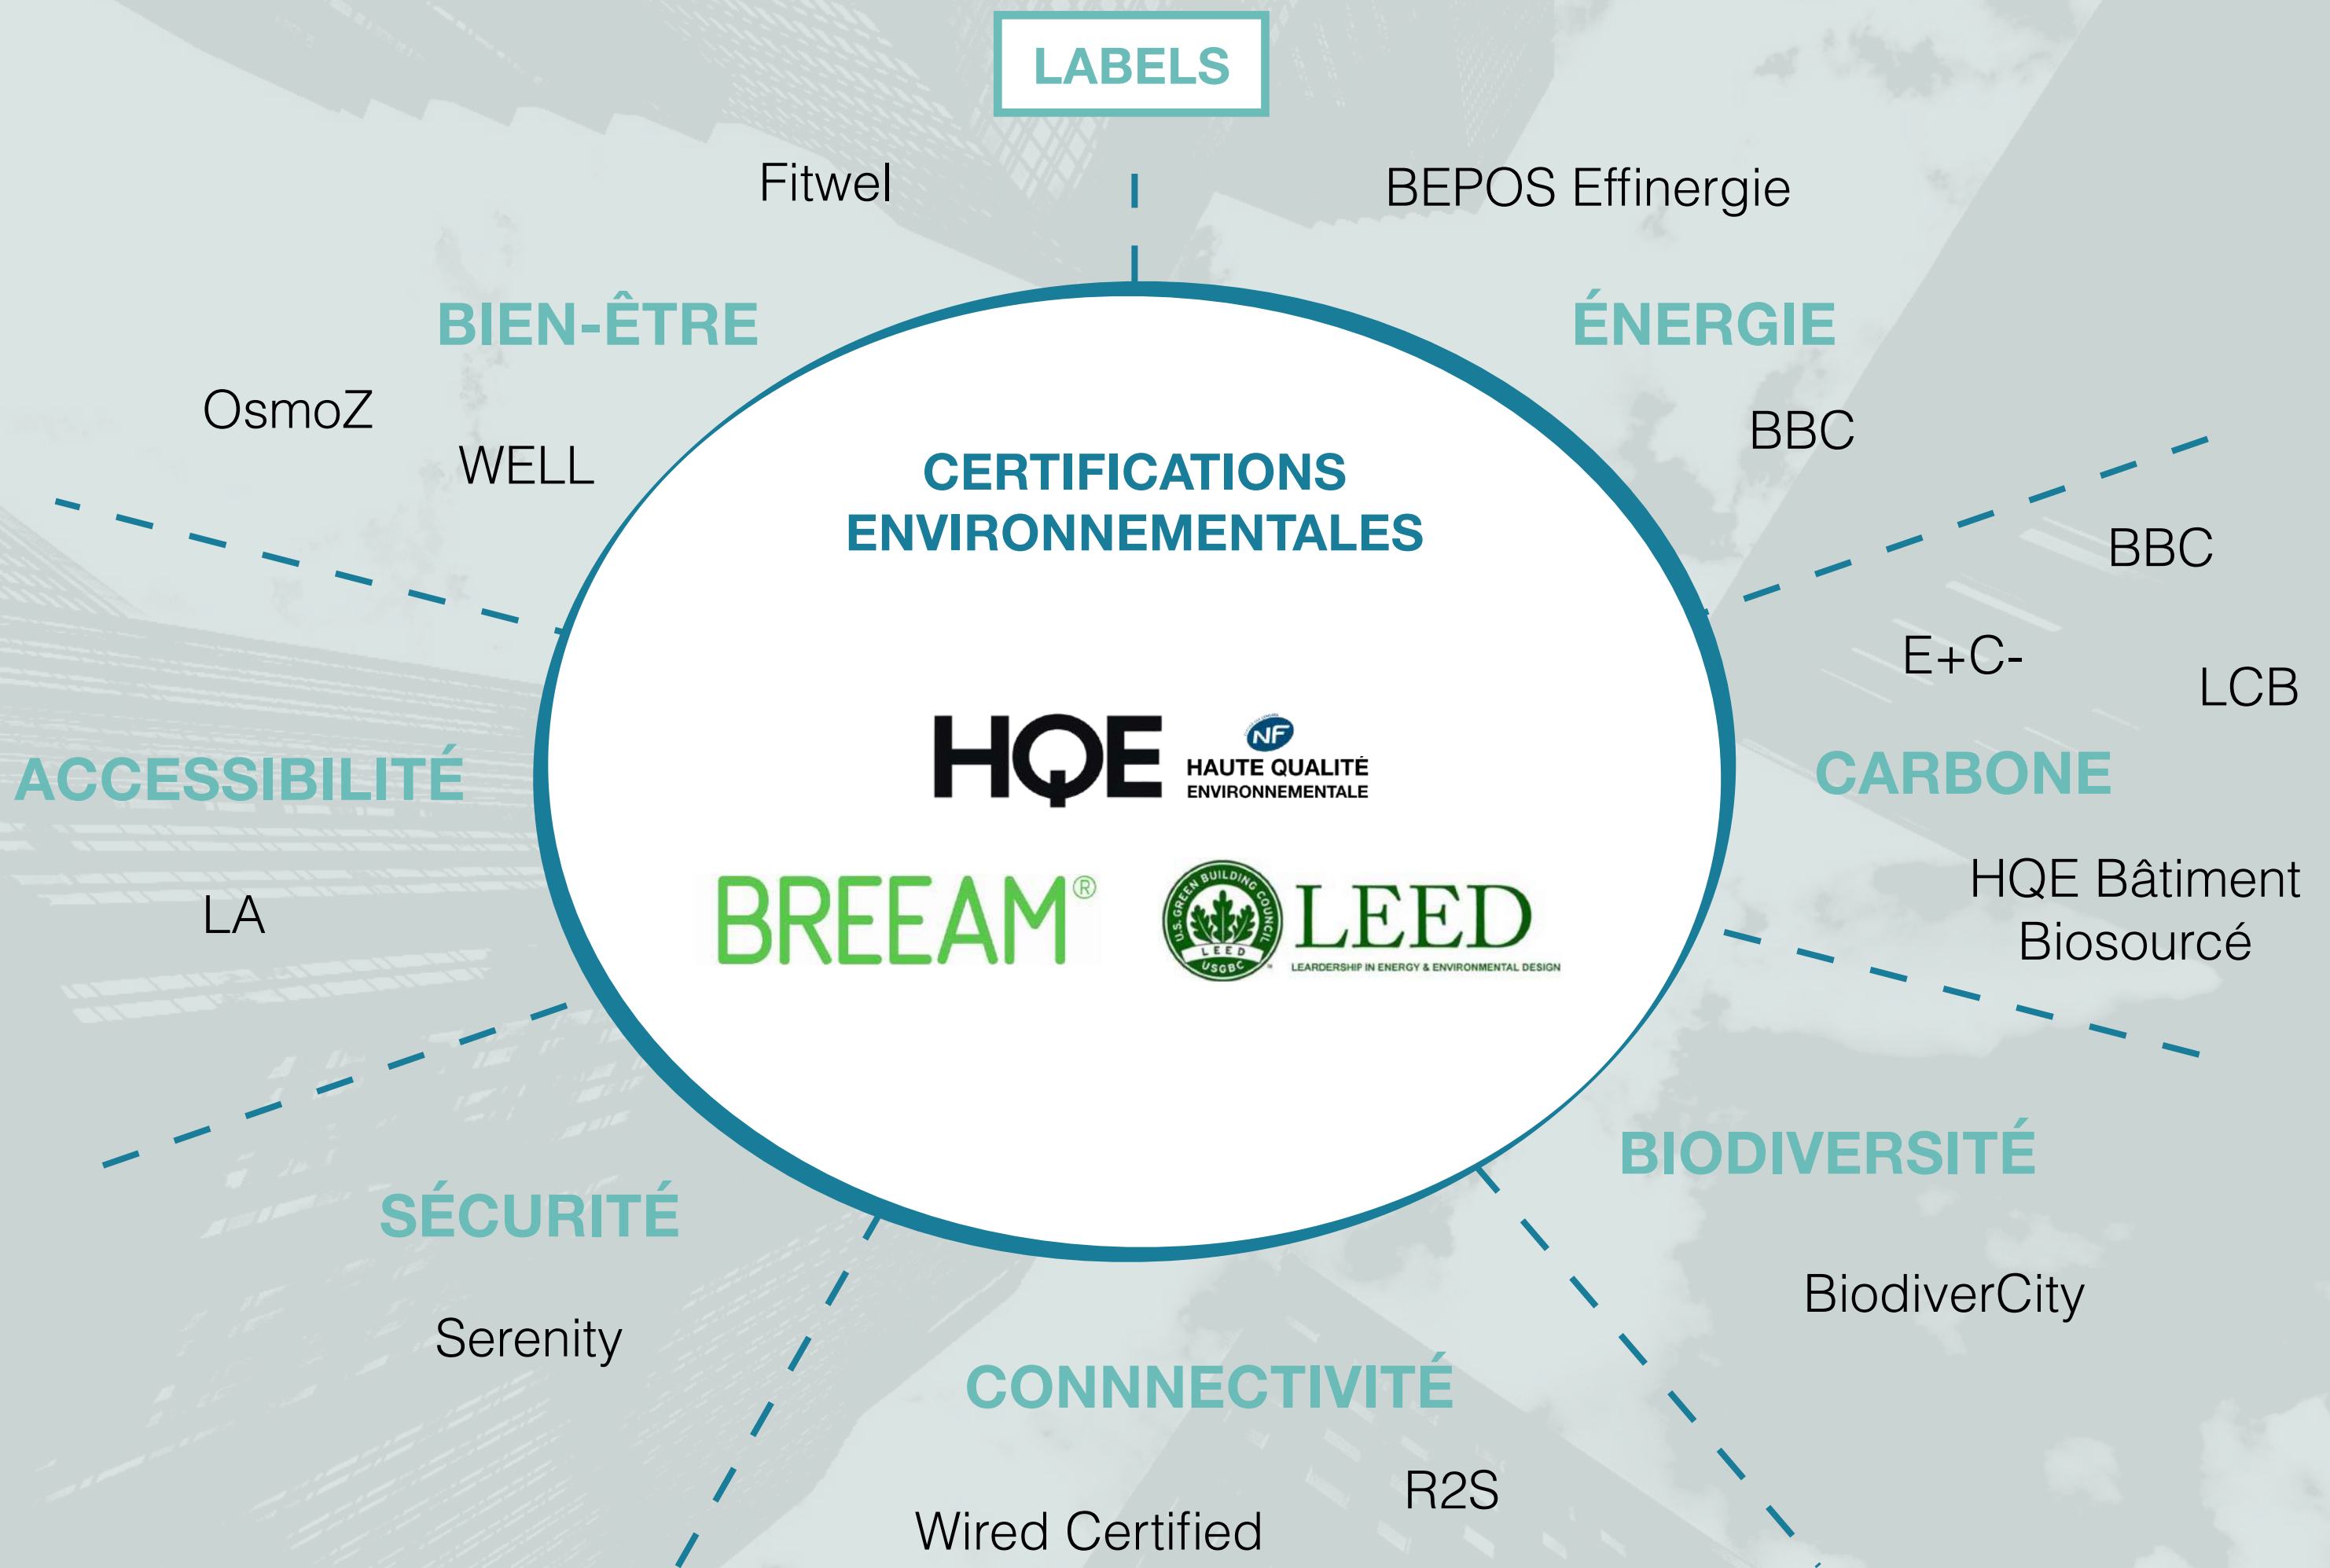 LABELS
Fitwel
BEPOS Effinergie
BIEN-ÊTRE
ÉNERGIE
OsmoZ
WELL
BBC
CERTIFICATIONS
ENVIRONNEMENTALES
BBC
E+C-
LCB
HQE
NF
HAUTE QUALITÉ
ENVIRONNEMENTALE
ACCESSIBILITÉ
CARBONE
LA
HQE Bâtiment
Biosourcé
BREEAM®
U.S. GREEN BUILDING COUNCIL
LEED
USGBC
LEED
LEARDERSHIP IN ENERGY & ENVIRONMENTAL DESIGN
BIODIVERSITÉ
SÉCURITÉ
BiodiverCity
Serenity
CONNNECTIVITÉ
R2S
Wired Certified